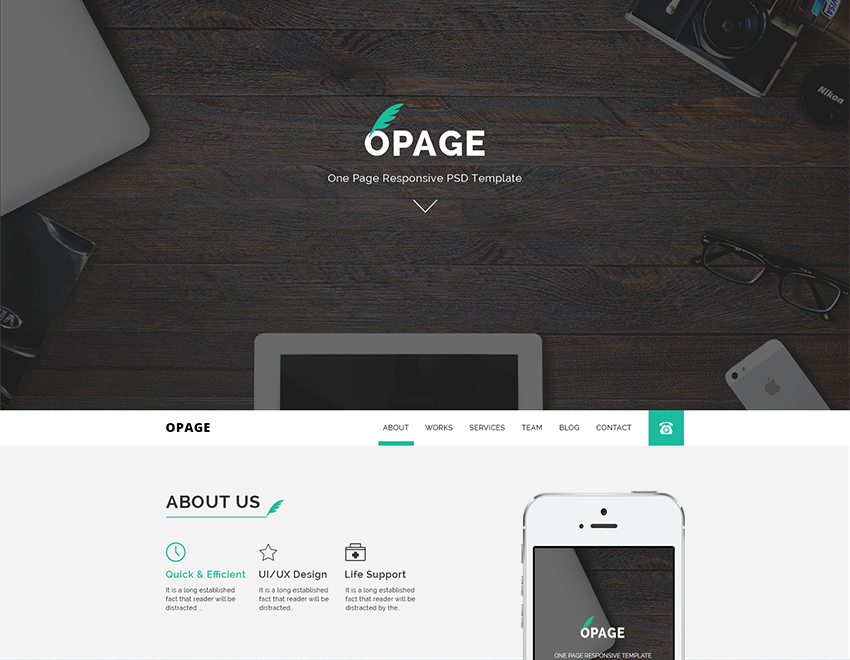 Nikon
OPAGE
One Page Responsive PSD Template
OPAGE
ABOUT WORKS SERVICES TEAM BLOG CONTACT
ABOUT US
Quick & Efficient
It is a long established
fact that reader will be
distracted ..
UI/UX Design
It is a long established
fact that reader will be
distracted..
Life Support
It is a long established
fact that reader will be
distracted by the.
OPAGE
ONE PAGE RESPONSIVE TEMPLATE